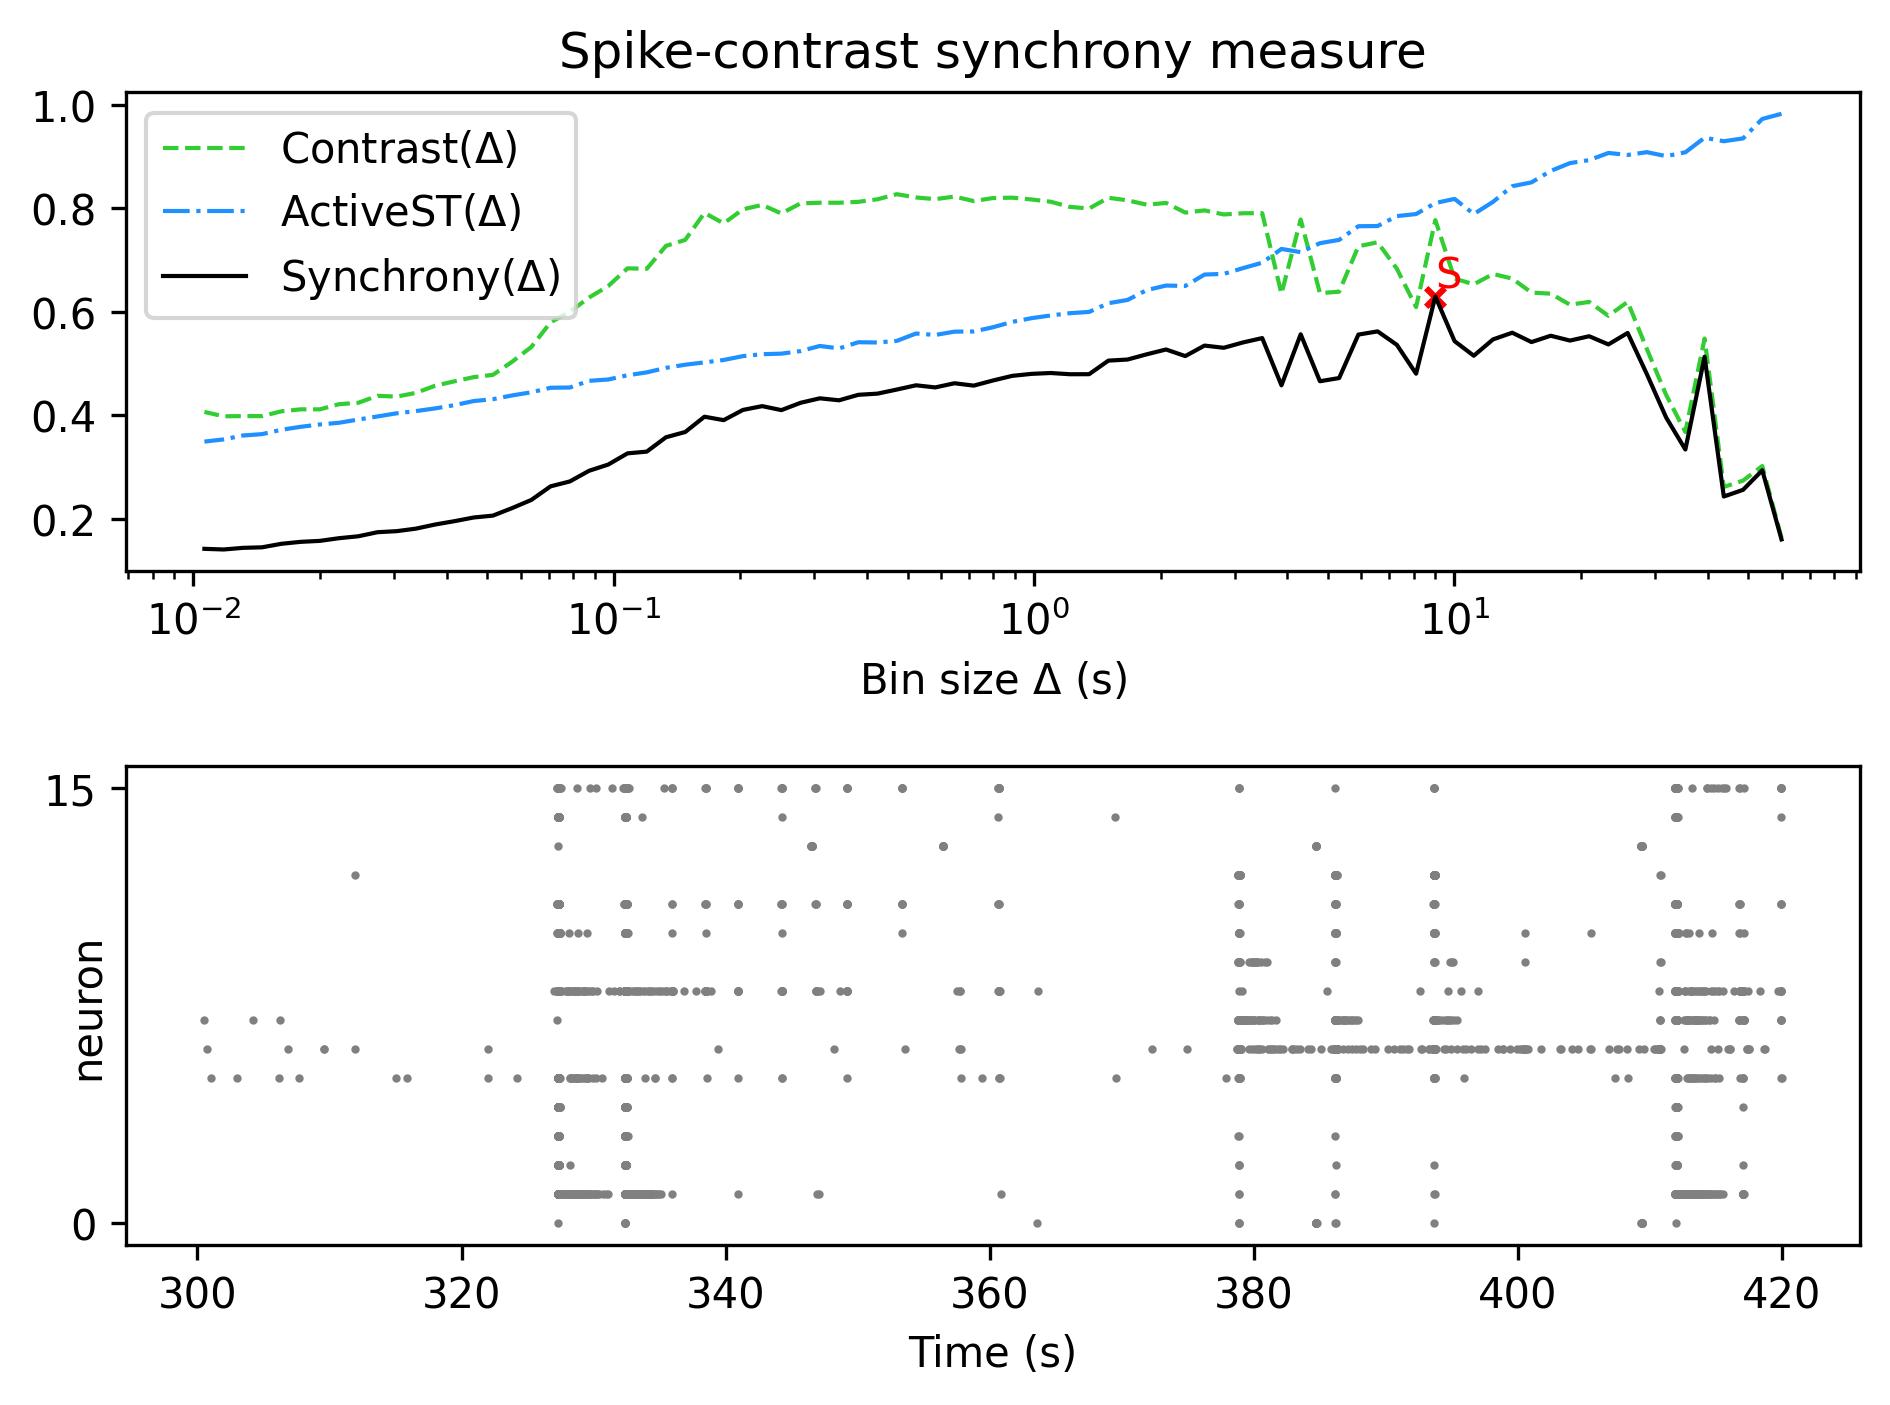 Spike-contrast synchrony measure
1.0
0.8
0.6
0.4
0.2
Contrast(Δ)
ActiveST(Δ)
Synchrony(Δ)
S
10⁻² 10⁻¹ 10⁰ 10¹
Bin size Δ (s)
15
0
neuron
300 320 340 360 380 400 420
Time (s)